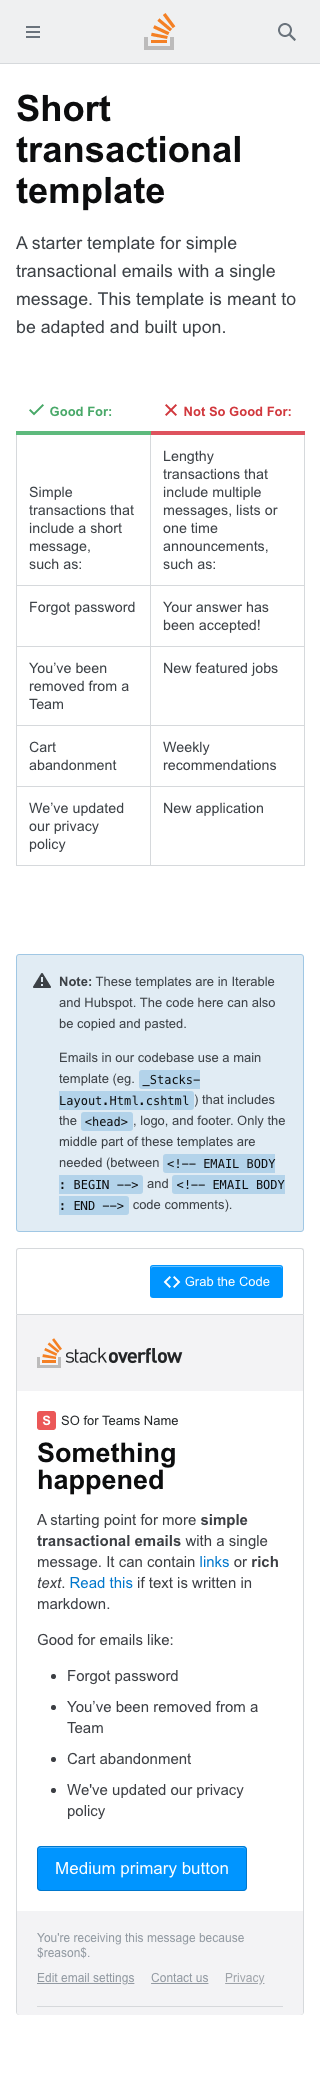 Short
transactional
template
A starter template for simple
transactional emails with a single
message. This template is meant to
be adapted and built upon.
Good For:
Not So Good For:
Simple
transactions that
include a short
message,
such as:
Lengthy
transactions that
include multiple
messages, lists or
one time
announcements,
such as:
Forgot password
Your answer has
been accepted!
You’ve been
removed from a
Team
New featured jobs
Cart
abandonment
Weekly
recommendations
We’ve updated
our privacy
policy
New application
Note: These templates are in Iterable
and Hubspot. The code here can also
be copied and pasted.
Emails in our codebase use a main
template (eg. _Stacks-
Layout.Html.cshtml) that includes
the <head>, logo, and footer. Only the
middle part of these templates are
needed (between <!-- EMAIL BODY
: BEGIN --> and <!-- EMAIL BODY
: END --> code comments).
Grab the Code
stackoverflow
S SO for Teams Name
Something
happened
A starting point for more simple
transactional emails with a single
message. It can contain links or rich
text. Read this if text is written in
markdown.
Good for emails like:
• Forgot password
• You’ve been removed from a
Team
• Cart abandonment
• We've updated our privacy
policy
Medium primary button
You're receiving this message because
$reason$.
Edit email settings Contact us Privacy